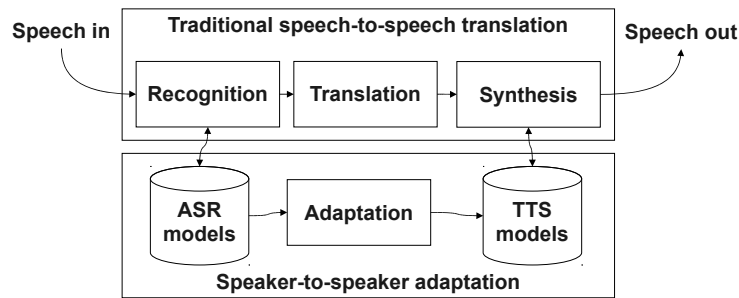 Traditional speech-to-speech translation
Speech in
Speech out
Recognition
Translation
Synthesis
ASR
models
Adaptation
TTS
models
Speaker-to-speaker adaptation